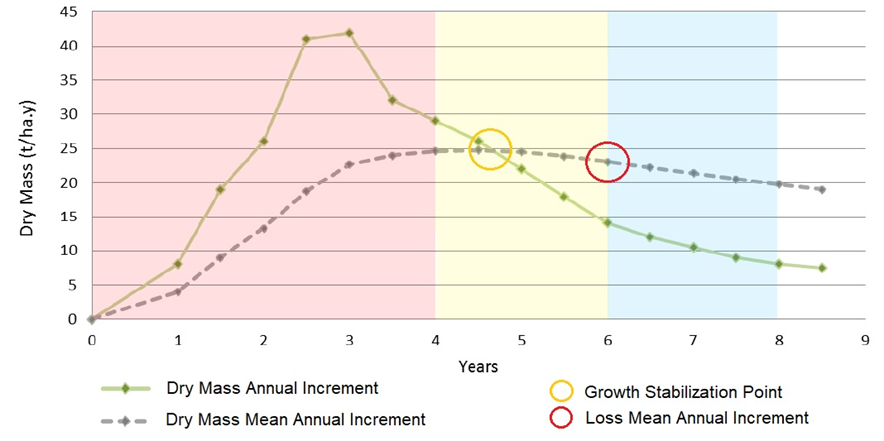 45
40
35
30
25
20
15
10
5
0
Dry Mass (t/ha.y)
0 1 2 3 4 5 6 7 8 9
Years
Dry Mass Annual Increment
Dry Mass Mean Annual Increment
Growth Stabilization Point
Loss Mean Annual Increment